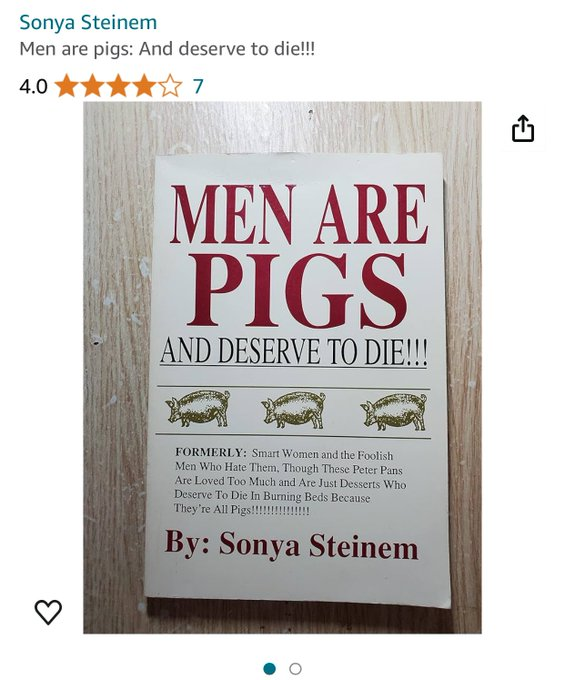 Sonya Steinem
Men are pigs: And deserve to die!!!
4.0 7
MEN ARE
PIGS
AND DESERVE TO DIE!!!
FORMERLY: Smart Women and the Foolish
Men Who Hate Them, Though These Peter Pans
Are Loved Too Much and Are Just Desserts Who
Deserve To Die In Burning Beds Because
They're All Pigs!!!!!!!!!!!!!!!
By: Sonya Steinem